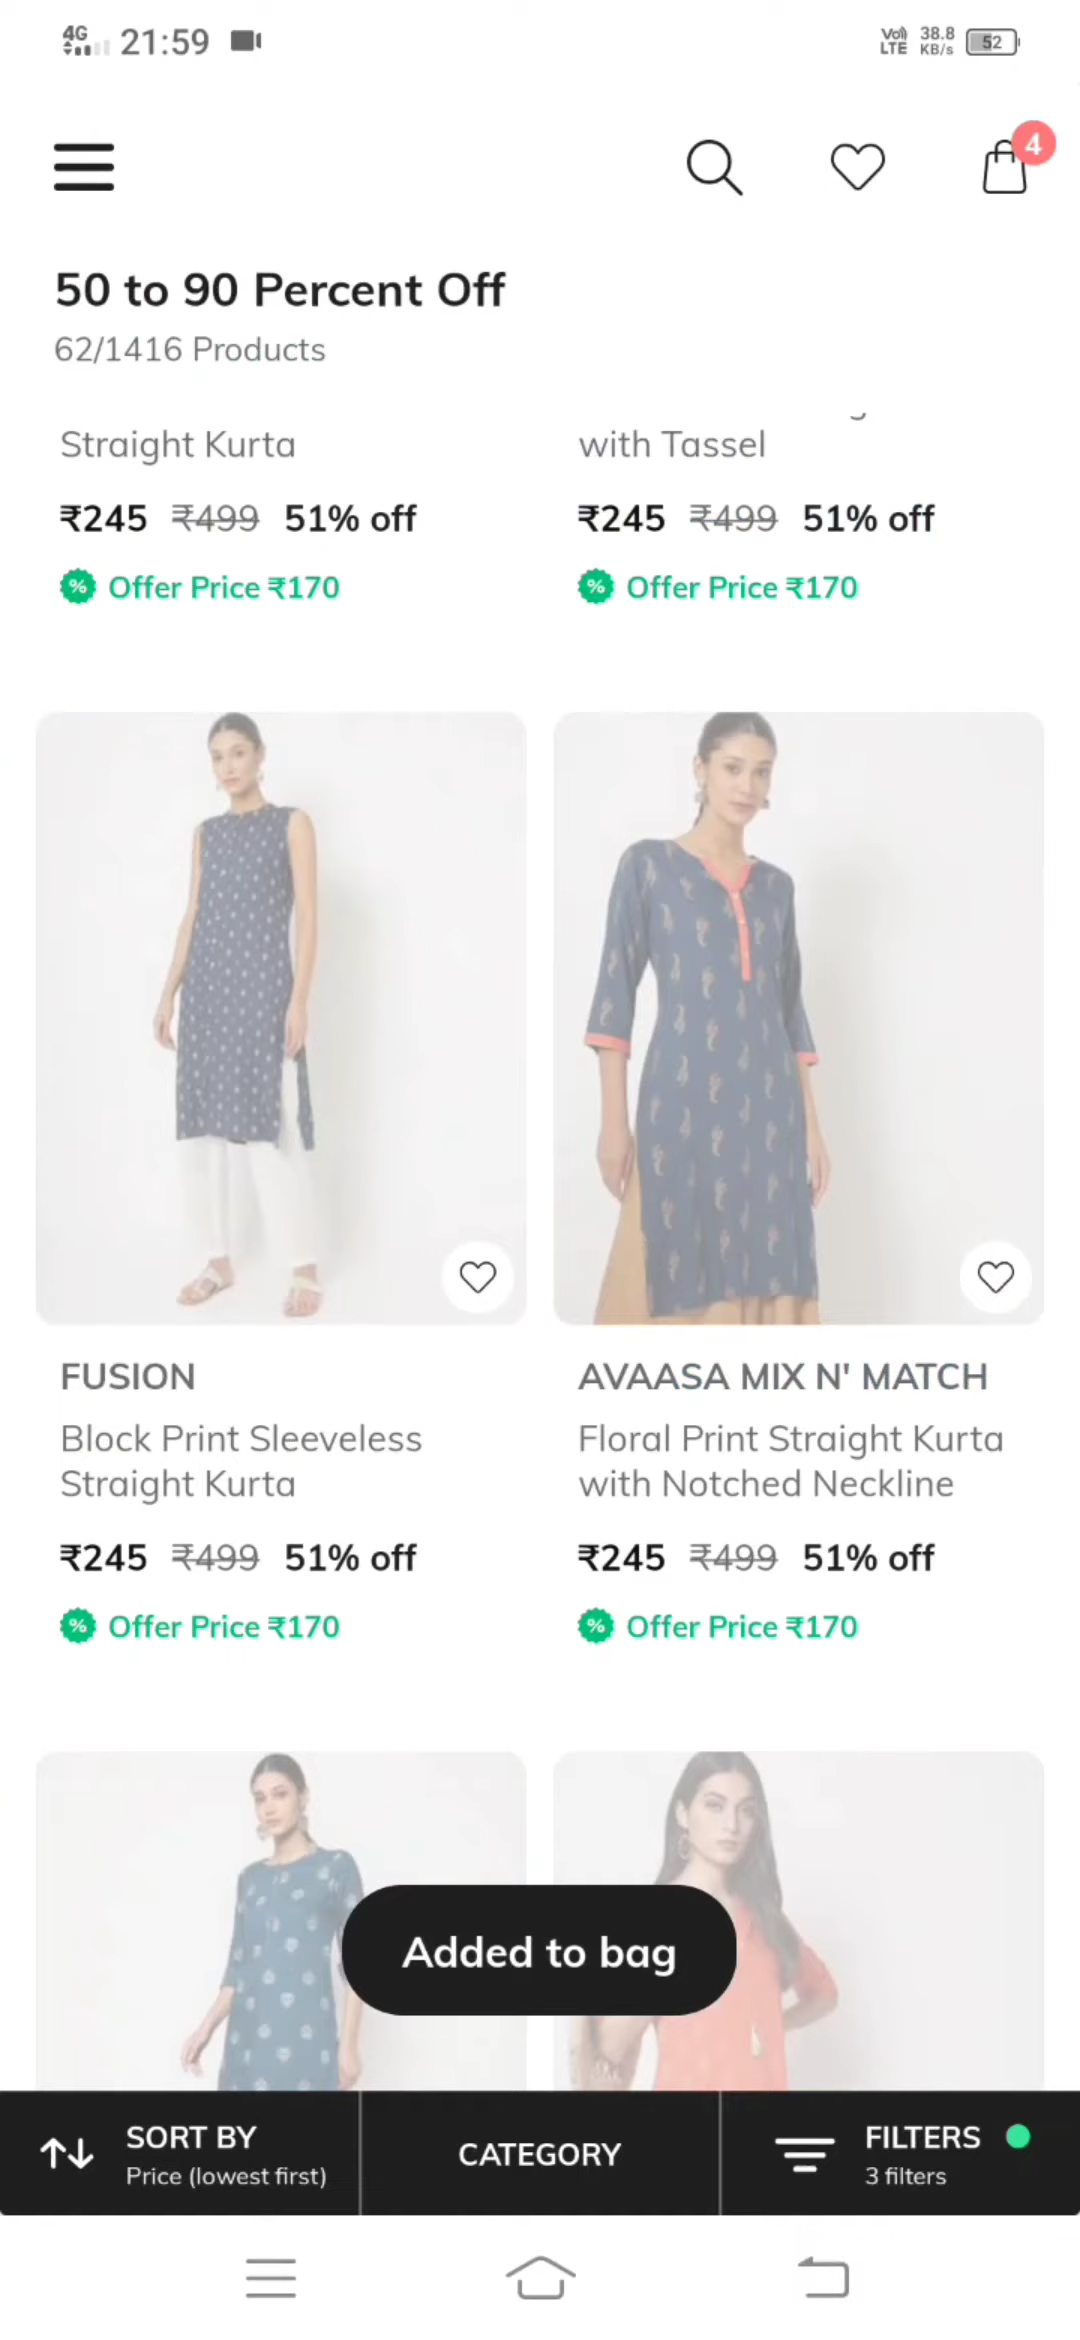 4G 21:59
VoLTE 38.8 KB/s 52
4
50 to 90 Percent Off
62/1416 Products
Straight Kurta
with Tassel
₹245 ₹499 51% off
₹245 ₹499 51% off
% Offer Price ₹170
% Offer Price ₹170
FUSION
Block Print Sleeveless
Straight Kurta
₹245 ₹499 51% off
% Offer Price ₹170
AVAASA MIX N' MATCH
Floral Print Straight Kurta
with Notched Neckline
₹245 ₹499 51% off
% Offer Price ₹170
Added to bag
SORT BY
Price (lowest first)
CATEGORY
FILTERS
3 filters